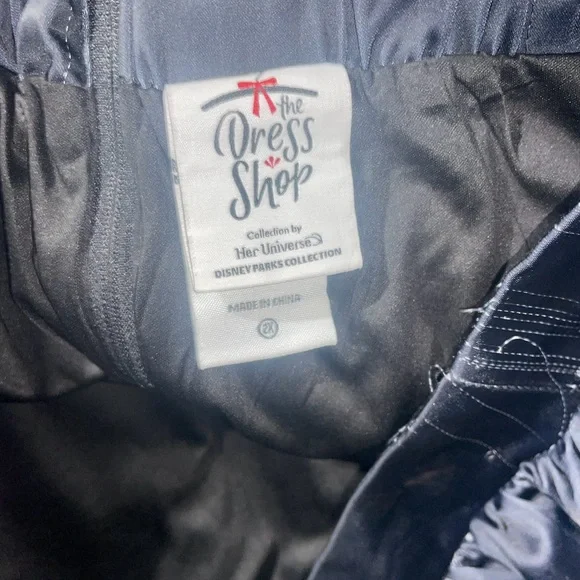 the
Dress
Shop
Collection by
Her Universe
DISNEY PARKS COLLECTION
MADE IN CHINA
2X